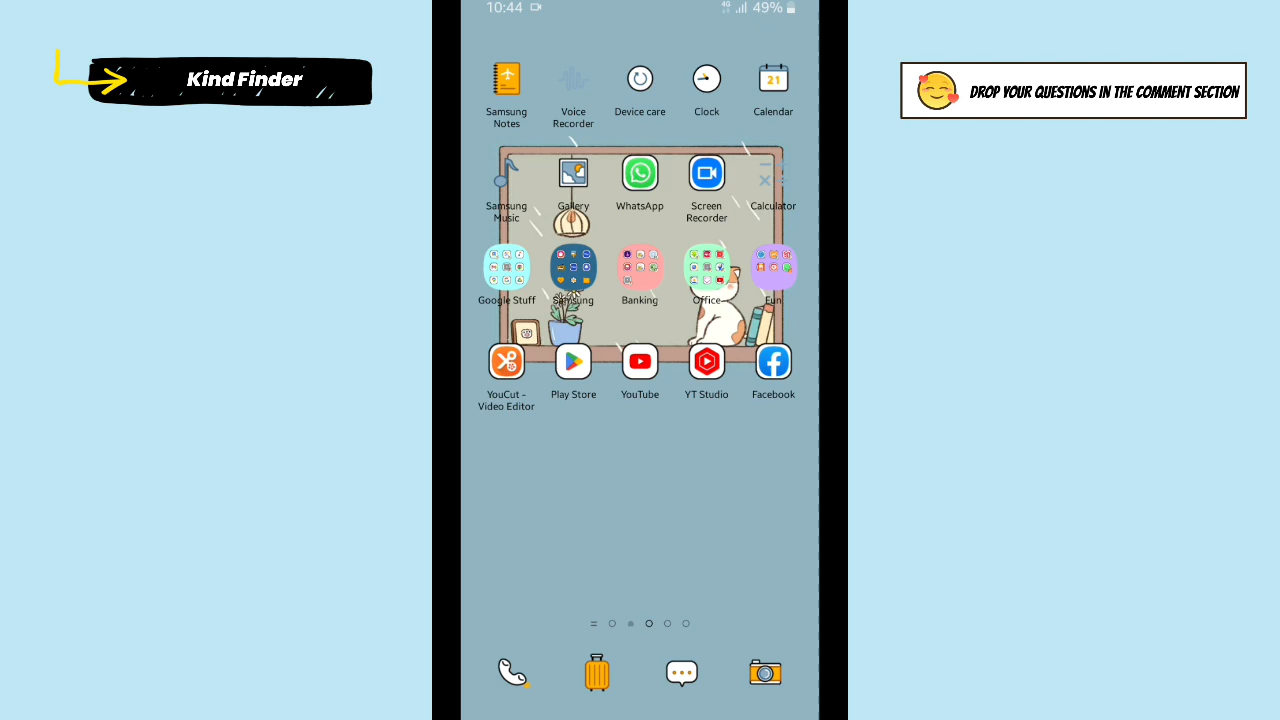 Kind Finder
DROP YOUR QUESTIONS IN THE COMMENT SECTION
10:44
4G
49%
21
Samsung
Notes
Voice
Recorder
Device care
Clock
Calendar
Samsung
Music
Gallery
WhatsApp
Screen
Recorder
Calculator
Google Stuff
Samsung
Banking
Office
Fun
YouCut -
Video Editor
Play Store
YouTube
YT Studio
Facebook